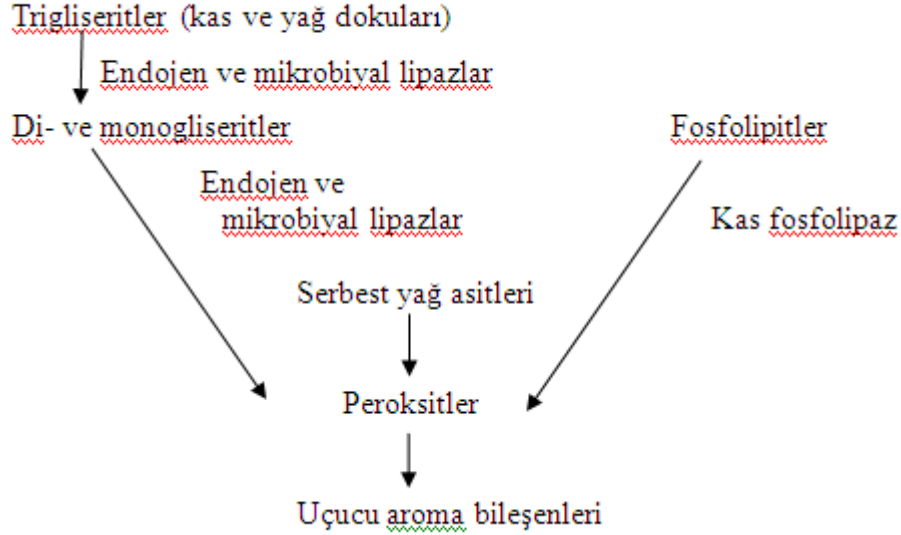 Trigliseritler (kas ve yağ dokuları)
Endojen ve mikrobiyal lipazlar
Di- ve monogliseritler
Fosfolipitler
Endojen ve
mikrobiyal lipazlar
Kas fosfolipaz
Serbest yağ asitleri
Peroksitler
Uçucu aroma bileşenleri